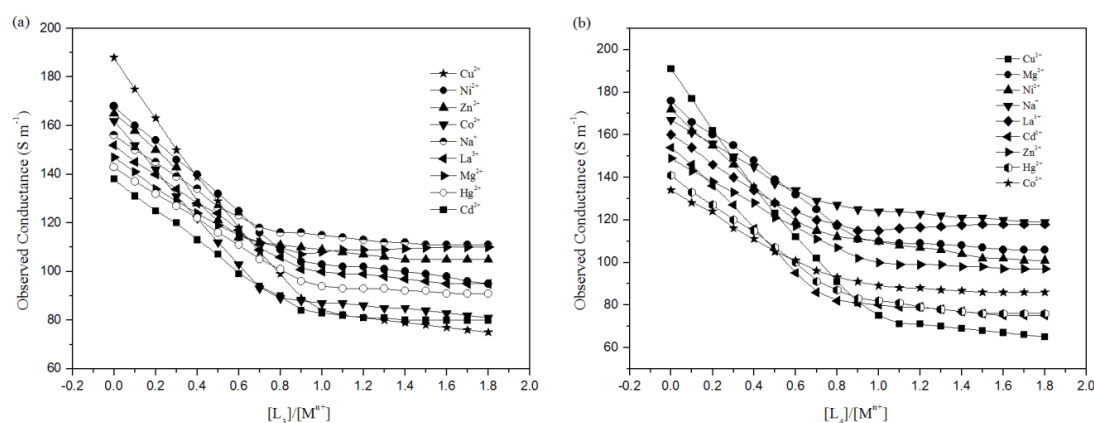 (a)
200
180
160
140
120
100
80
60
Observed Conductance (S m⁻¹)
-0.2 0.0 0.2 0.4 0.6 0.8 1.0 1.2 1.4 1.6 1.8 2.0
[L₃]/[Mⁿ⁺]
Cu²⁺
Ni²⁺
Zn²⁺
Co²⁺
Na⁺
La³⁺
Mg²⁺
Hg²⁺
Cd²⁺
(b)
200
180
160
140
120
100
80
60
Observed Conductance (S m⁻¹)
-0.2 0.0 0.2 0.4 0.6 0.8 1.0 1.2 1.4 1.6 1.8 2.0
[L₄]/[Mⁿ⁺]
Cu²⁺
Mg²⁺
Ni²⁺
Na⁺
La³⁺
Cd²⁺
Zn²⁺
Hg²⁺
Co²⁺